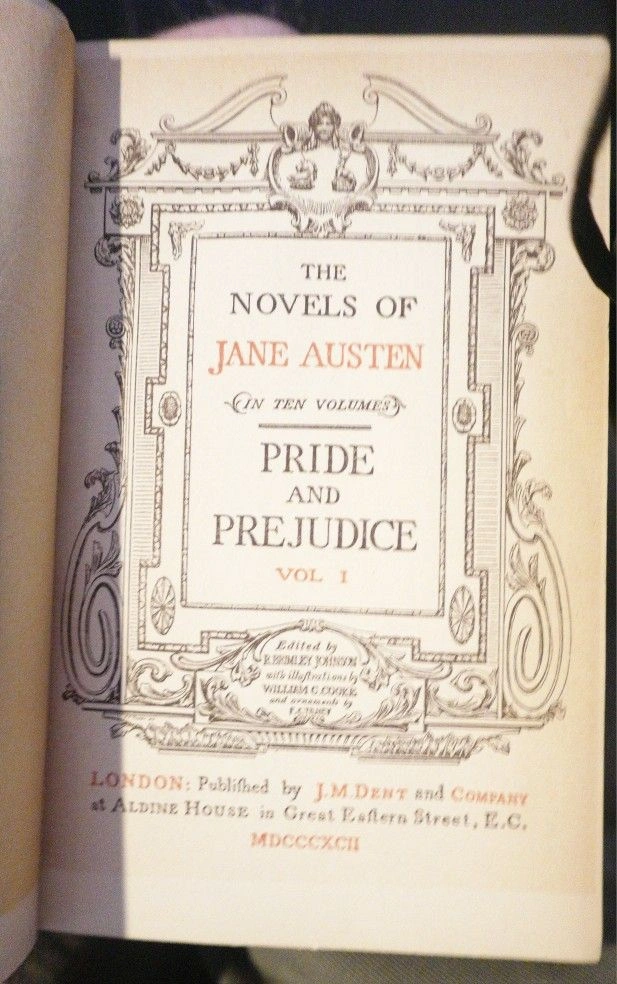 THE
NOVELS OF
JANE AUSTEN
IN TEN VOLUMES
PRIDE
AND
PREJUDICE
VOL I
Edited by
R. BRIMLEY JOHNSON
with illustrations by
WILLIAM C. COOKE
and ornaments by
LONDON: Publiſhed by J. M. DENT and COMPANY
at ALDINE HOUSE in Great Eaſtern Street, E.C.
MDCCCXCII